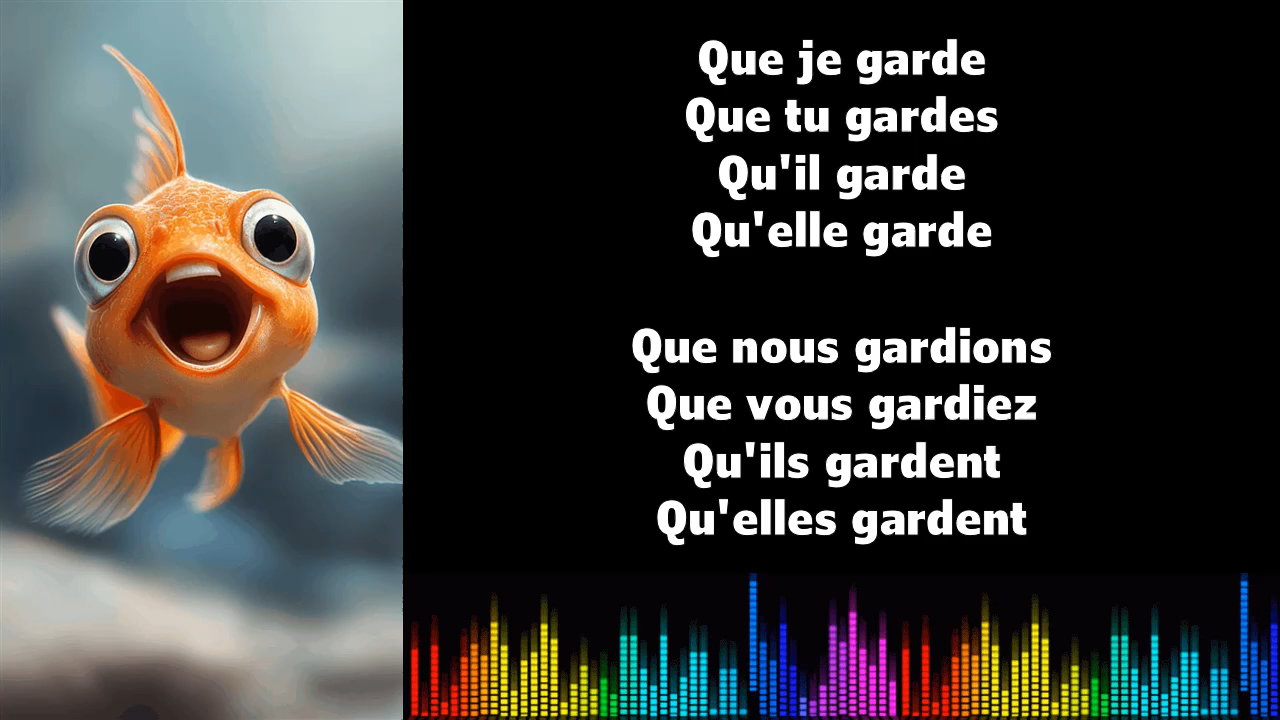 Que je garde
Que tu gardes
Qu'il garde
Qu'elle garde
Que nous gardions
Que vous gardiez
Qu'ils gardent
Qu'elles gardent